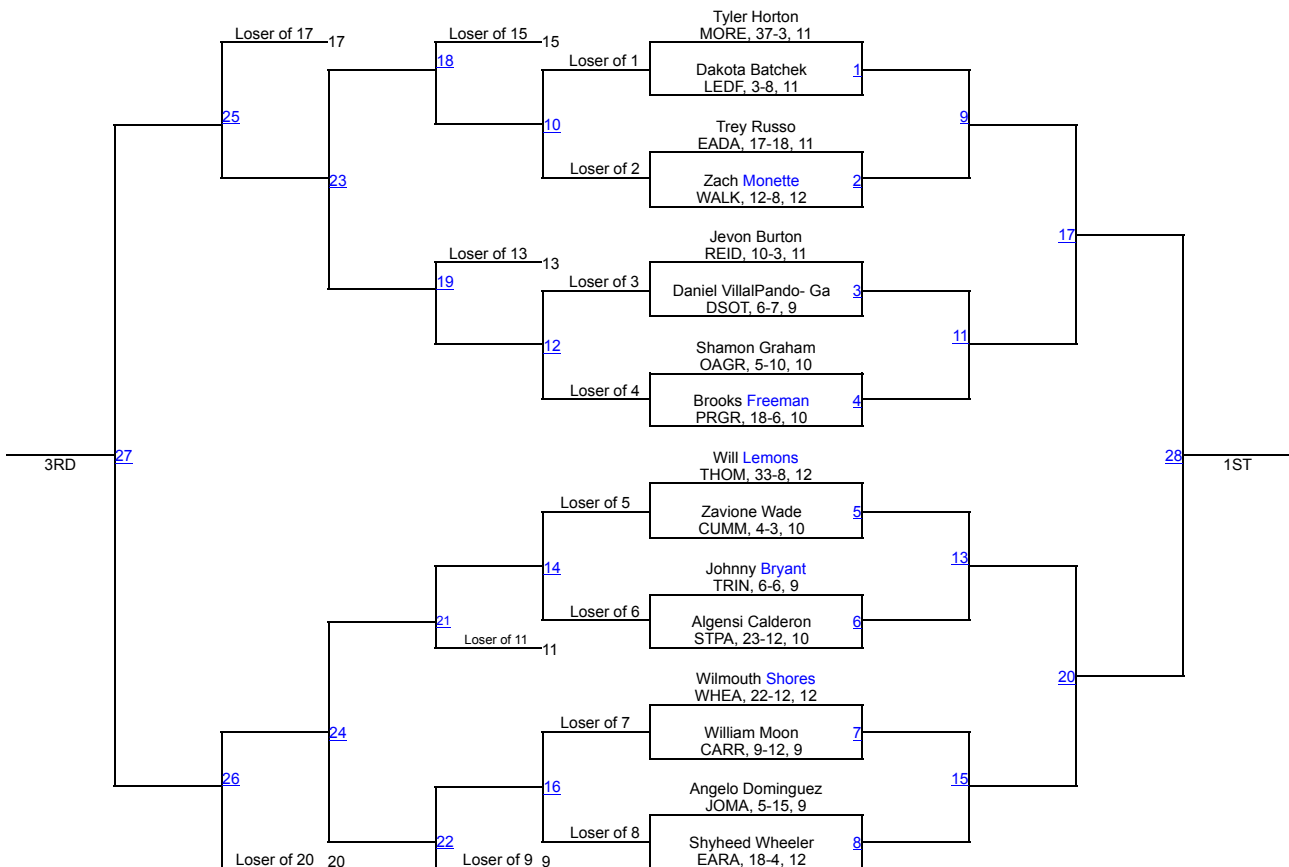 Tyler Horton
MORE, 37-3, 11
Loser of 17
17
Loser of 15
15
18
Loser of 1
Dakota Batchek
LEDF, 3-8, 11
1
25
10
9
Trey Russo
EADA, 17-18, 11
Loser of 2
Zach Monette
WALK, 12-8, 12
2
23
Jevon Burton
REID, 10-3, 11
17
Loser of 13
13
19
Loser of 3
Daniel VillalPando- Ga
DSOT, 6-7, 9
3
12
11
Shamon Graham
OAGR, 5-10, 10
Loser of 4
Brooks Freeman
PRGR, 18-6, 10
4
3RD
27
Will Lemons
THOM, 33-8, 12
28
1ST
Loser of 5
Zavione Wade
CUMM, 4-3, 10
5
14
13
Johnny Bryant
TRIN, 6-6, 9
21
Loser of 6
Algensi Calderon
STPA, 23-12, 10
6
Loser of 11
11
Wilmouth Shores
WHEA, 22-12, 12
20
Loser of 7
William Moon
CARR, 9-12, 9
7
24
26
16
15
Angelo Dominguez
JOMA, 5-15, 9
22
Loser of 8
Shyheed Wheeler
EARA, 18-4, 12
8
Loser of 20
20
Loser of 9
9